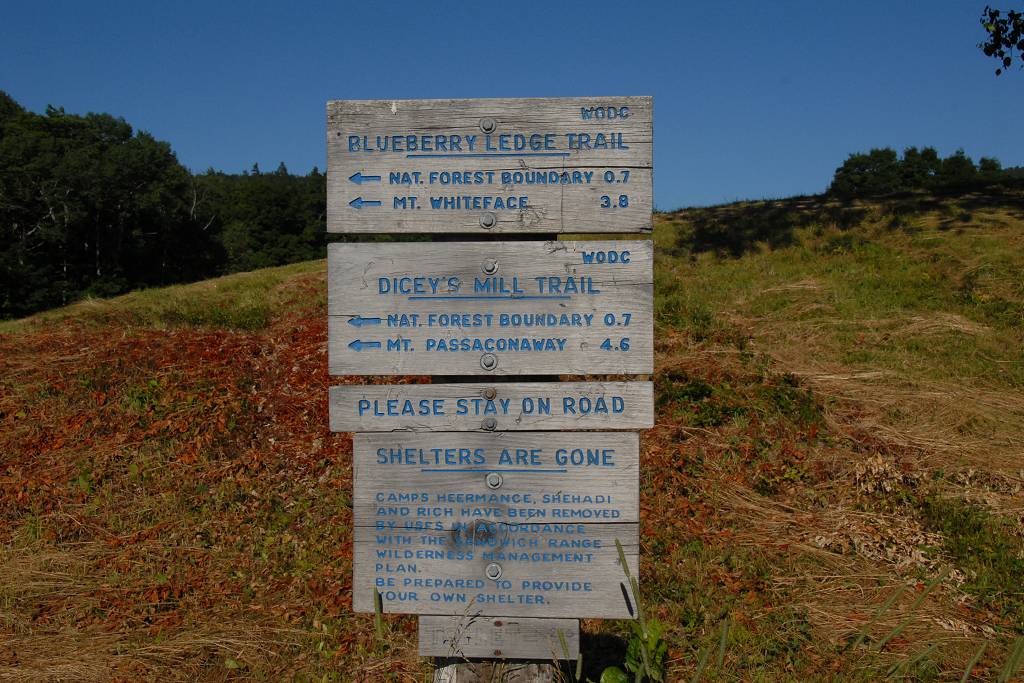 WODC
BLUEBERRY LEDGE TRAIL
← NAT. FOREST BOUNDARY 0.7
← MT. WHITEFACE 3.8
WODC
DICEY'S MILL TRAIL
← NAT. FOREST BOUNDARY 0.7
← MT. PASSACONAWAY 4.6
PLEASE STAY ON ROAD
SHELTERS ARE GONE
CAMPS HEERMANCE, SHEHADI
AND RICH HAVE BEEN REMOVED
BY USFS IN ACCORDANCE
WITH THE SANDWICH RANGE
WILDERNESS MANAGEMENT
PLAN.
BE PREPARED TO PROVIDE
YOUR OWN SHELTER.